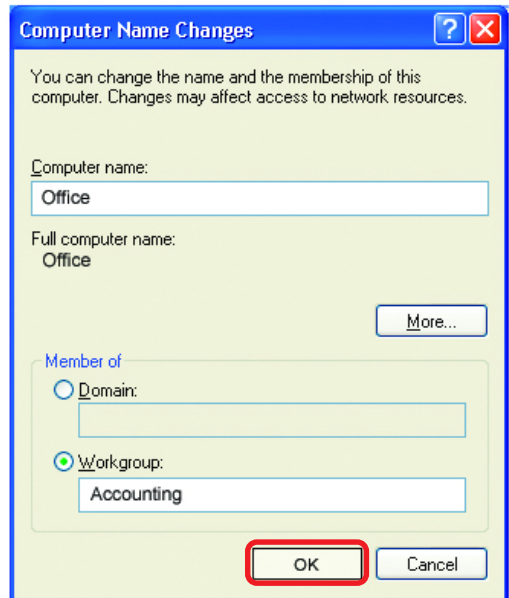 Computer Name Changes
You can change the name and the membership of this
computer. Changes may affect access to network resources.
Computer name:
Office
Full computer name:
Office
More...
Member of
Domain:
Workgroup:
Accounting
OK Cancel